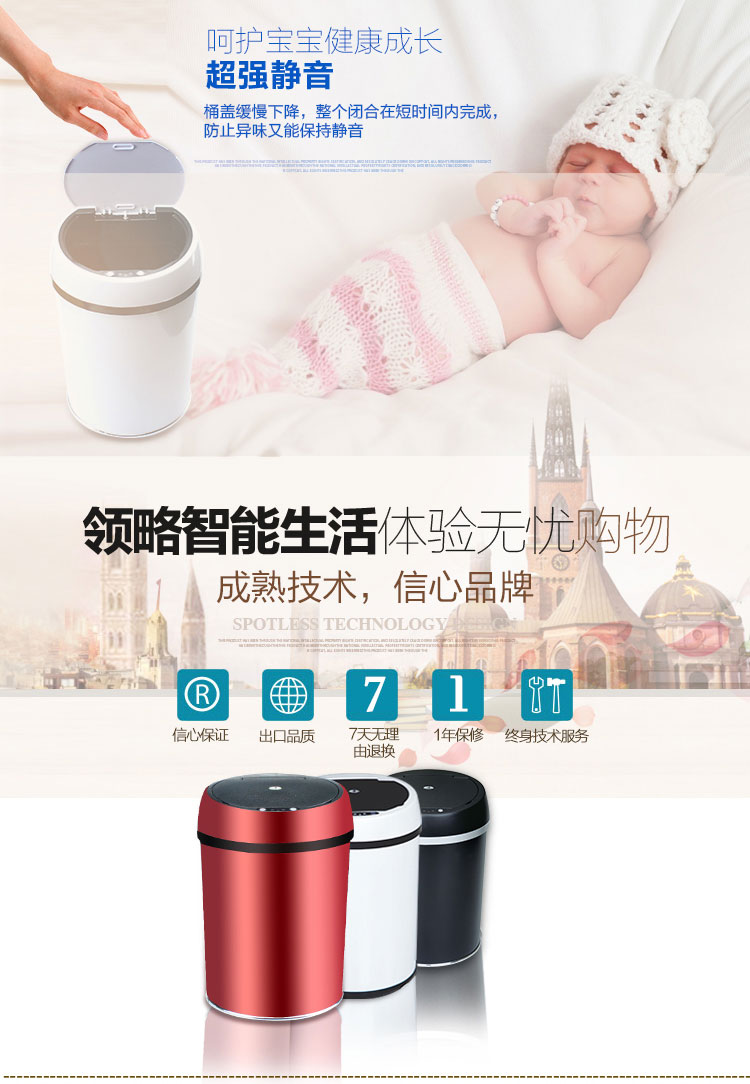 呵护宝宝健康成长
超强静音
桶盖缓慢下降，整个闭合在短时间内完成，
防止异味又能保持静音
领略智能生活体验无忧购物
成熟技术，信心品牌
SPOTLESS TECHNOLOGY DESIGN
R
7
1
信心保证
出口品质
7天无理
由退换
1年保修
终身技术服务